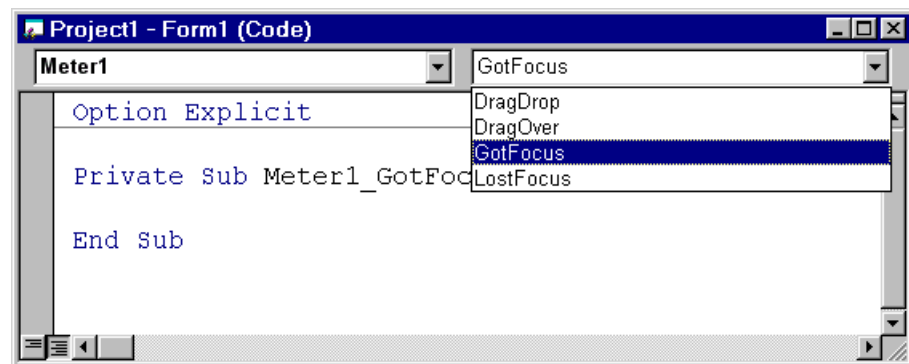 Project1 - Form1 (Code)
Meter1 GotFocus
DragDrop
DragOver
GotFocus
LostFocus
Option Explicit
Private Sub Meter1_GotFoc
End Sub